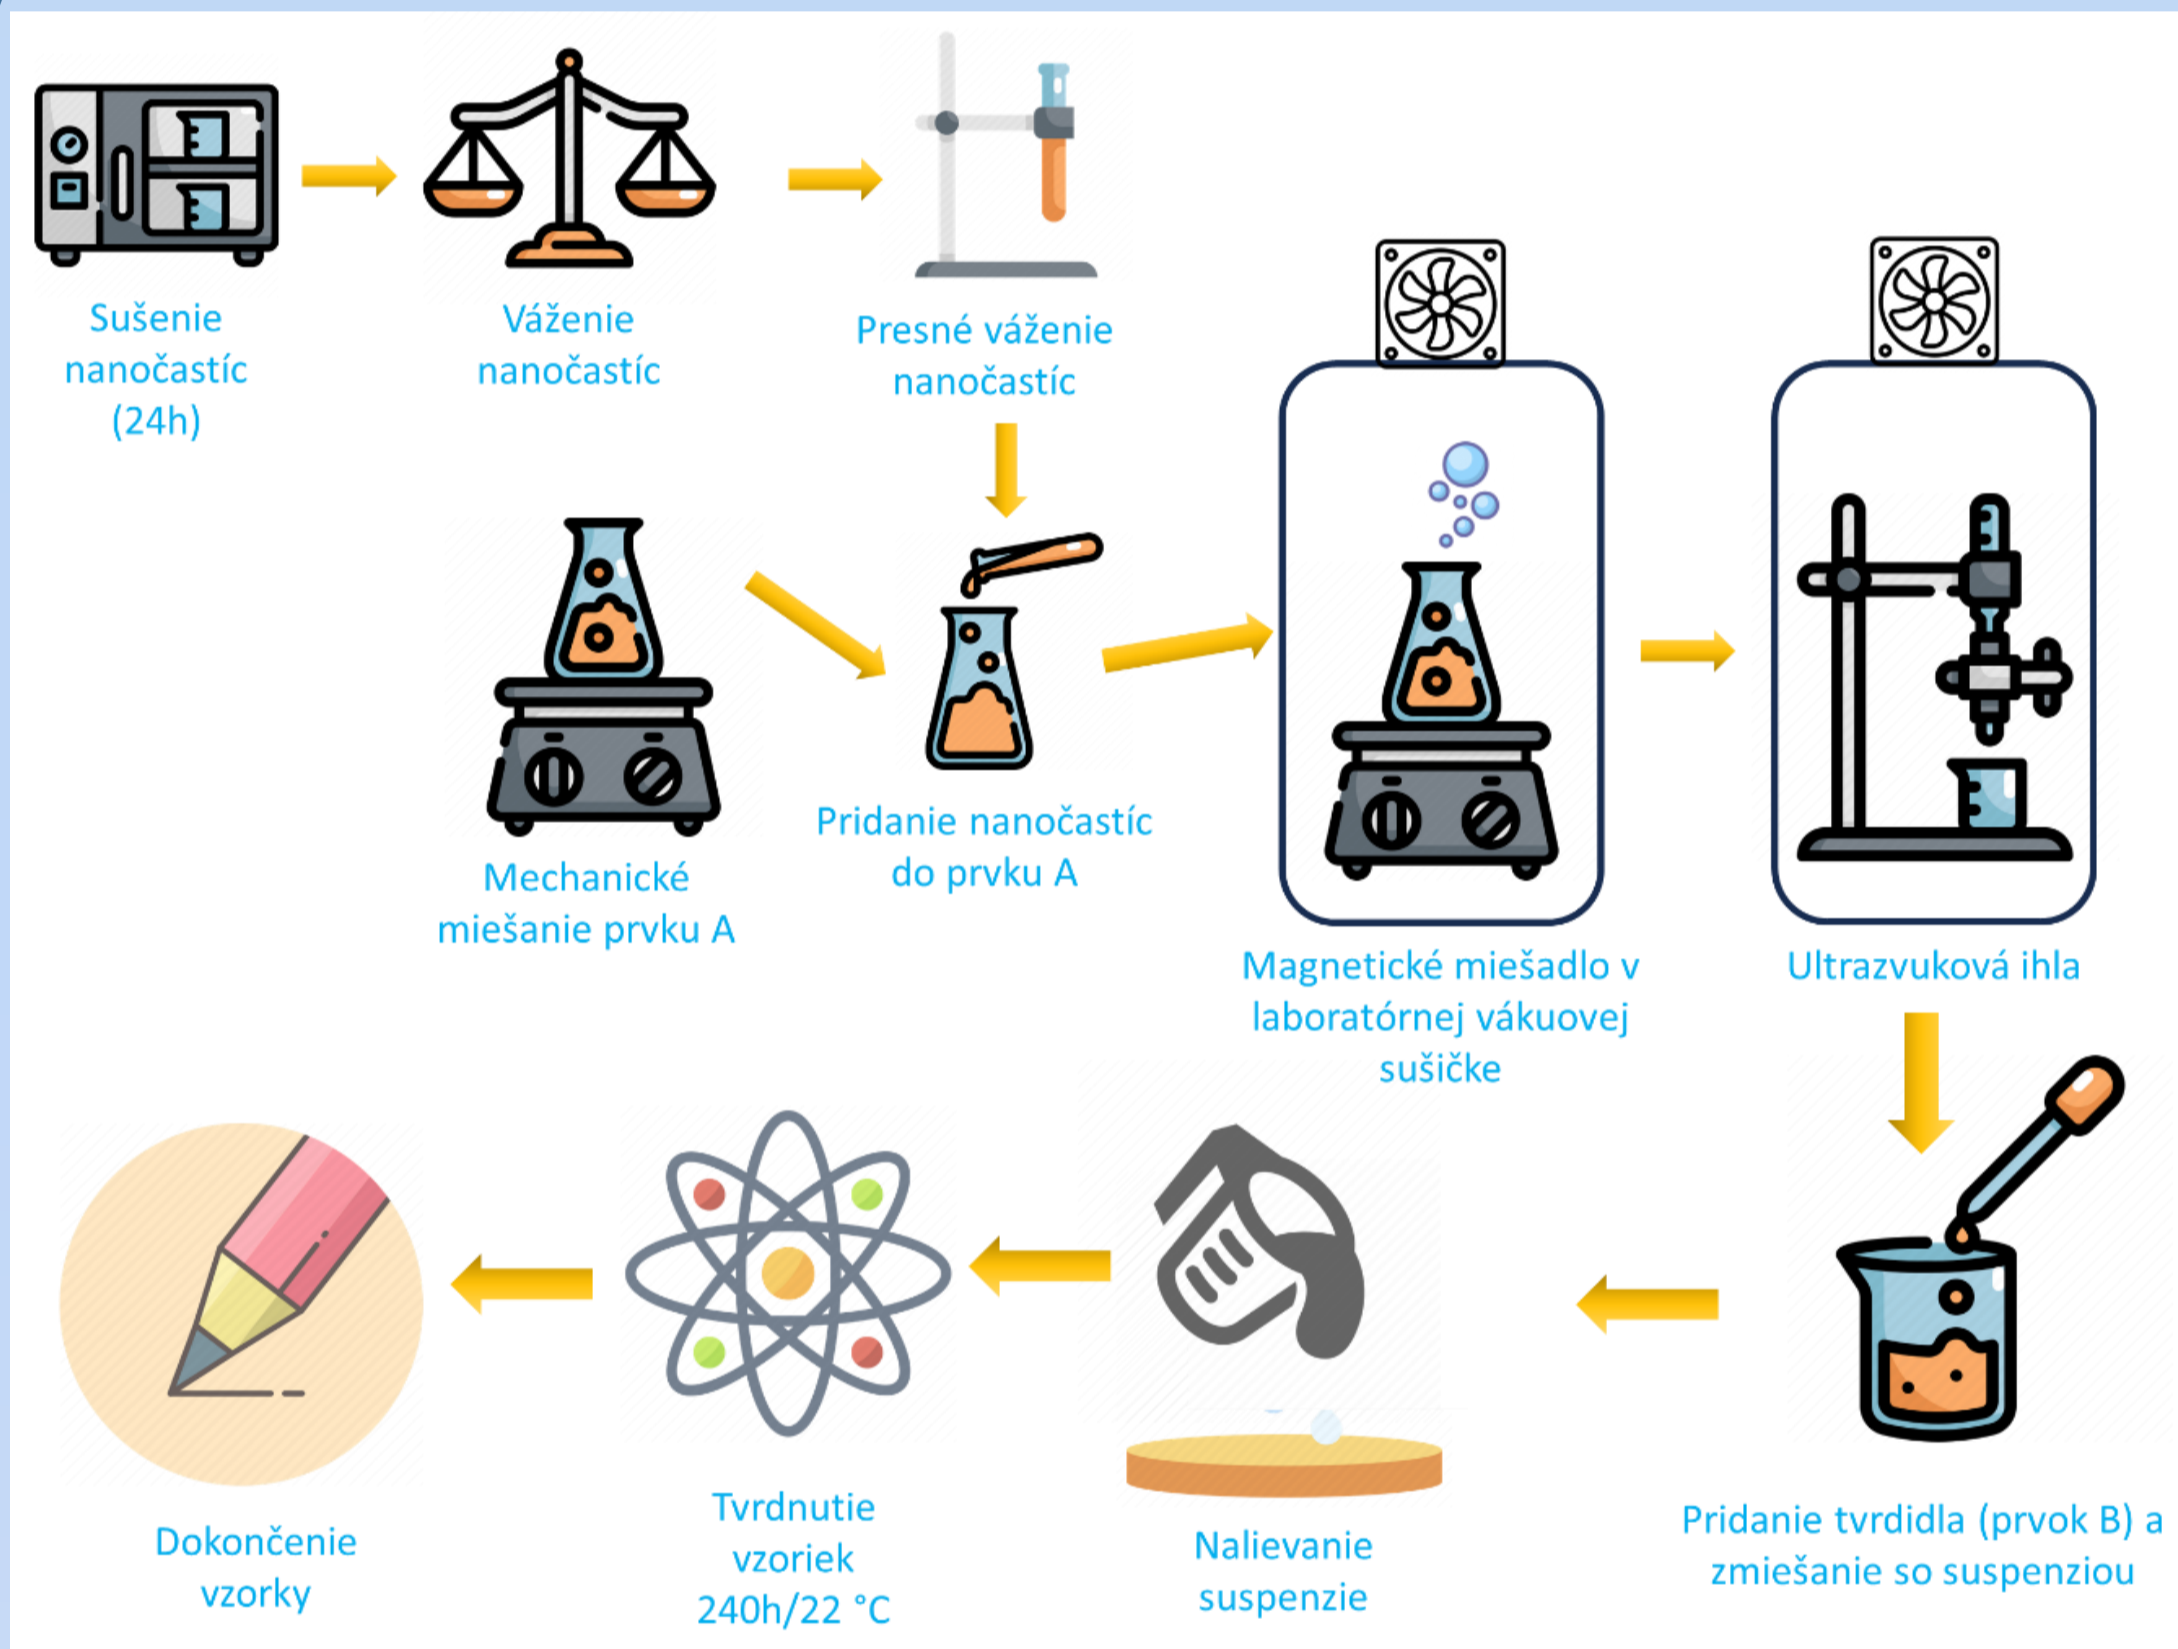 Sušenie
nanočastíc
(24h)
Váženie
nanočastíc
Presné váženie
nanočastíc
Mechanické
miešanie prvku A
Pridanie nanočastíc
do prvku A
Magnetické miešadlo v
laboratórnej vákuovej
sušičke
Ultrazvuková ihla
Pridanie tvrdidla (prvok B) a
zmiešanie so suspenziou
Nalievanie
suspenzie
Tvrdnutie
vzoriek
240h/22 °C
Dokončenie
vzorky